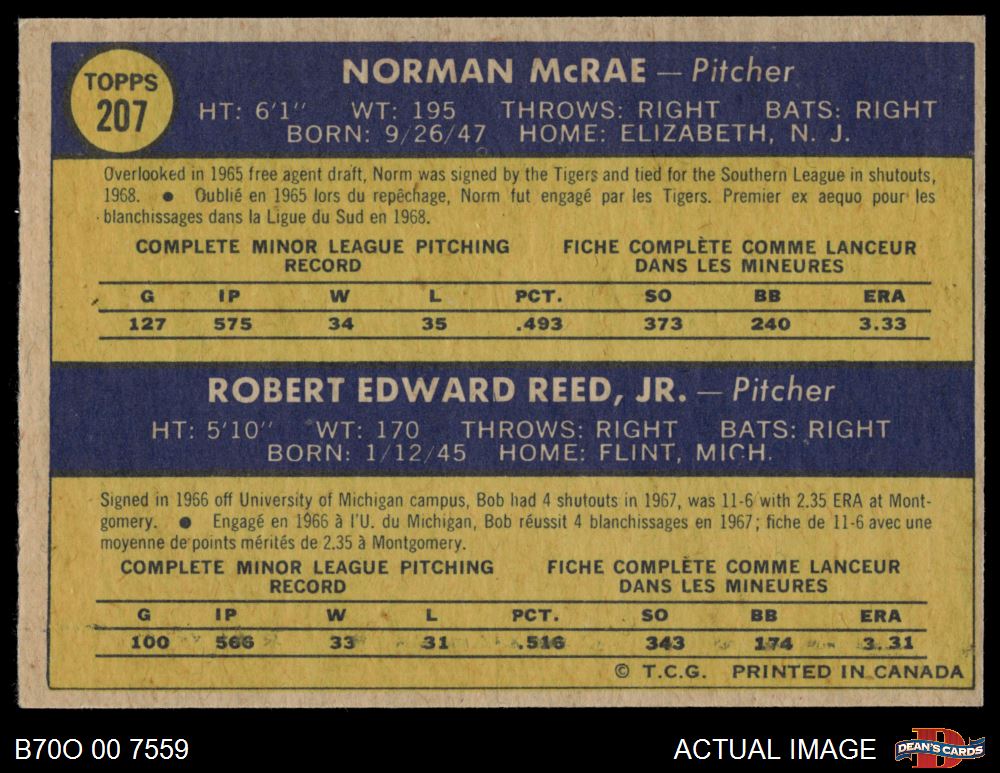 TOPPS
207
NORMAN McRAE — Pitcher
HT: 6'1" WT: 195 THROWS: RIGHT BATS: RIGHT
BORN: 9/26/47 HOME: ELIZABETH, N. J.
Overlooked in 1965 free agent draft, Norm was signed by the Tigers and tied for the Southern League in shutouts,
1968. ● Oublié en 1965 lors du repêchage, Norm fut engagé par les Tigers. Premier ex aequo pour les
blanchissages dans la Ligue du Sud en 1968.
COMPLETE MINOR LEAGUE PITCHING
RECORD
FICHE COMPLÈTE COMME LANCEUR
DANS LES MINEURES
G IP W L PCT. SO BB ERA
127 575 34 35 .493 373 240 3.33
ROBERT EDWARD REED, JR. — Pitcher
HT: 5'10" WT: 170 THROWS: RIGHT BATS: RIGHT
BORN: 1/12/45 HOME: FLINT, MICH.
Signed in 1966 off University of Michigan campus, Bob had 4 shutouts in 1967, was 11-6 with 2.35 ERA at Mont-
gomery. ● Engagé en 1966 à l'U. du Michigan, Bob réussit 4 blanchissages en 1967; fiche de 11-6 avec une
moyenne de points mérités de 2.35 à Montgomery.
COMPLETE MINOR LEAGUE PITCHING
RECORD
FICHE COMPLÈTE COMME LANCEUR
DANS LES MINEURES
G IP W L PCT. SO BB ERA
100 566 33 31 .516 343 174 3.31
© T.C.G. PRINTED IN CANADA
B70O 00 7559
ACTUAL IMAGE
D
DEAN'S CARDS